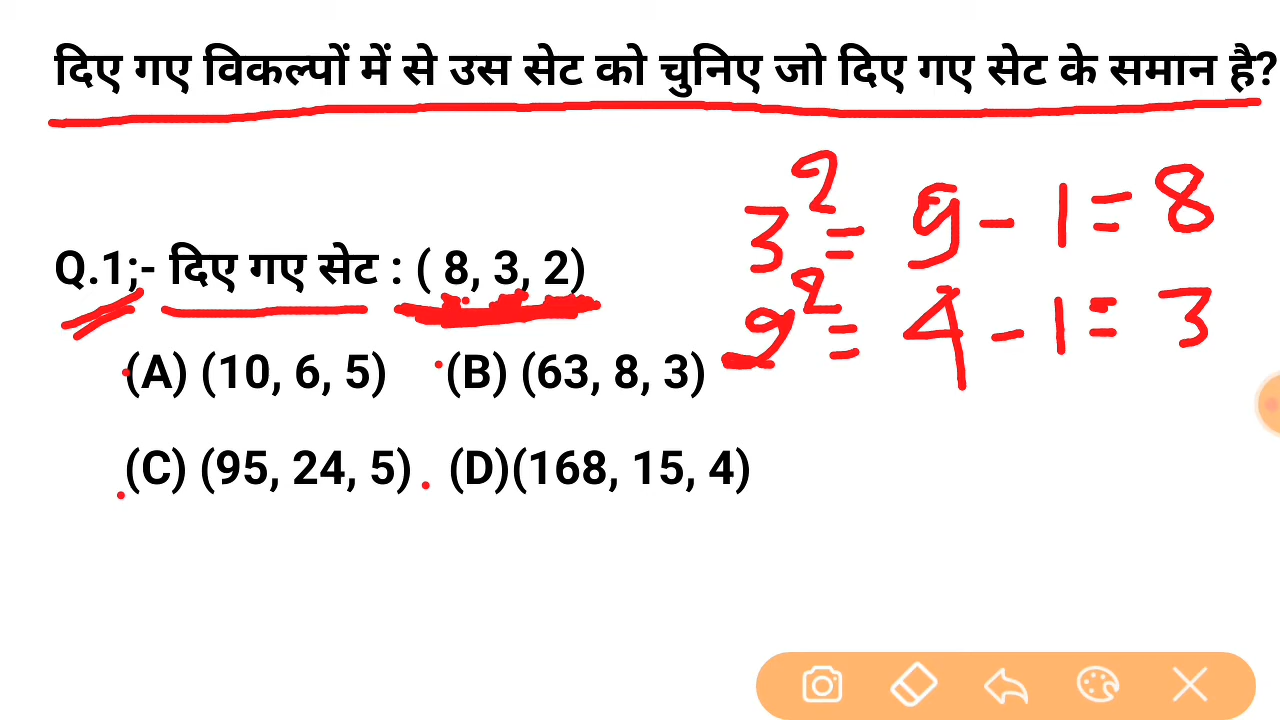 दिए गए विकल्पों में से उस सेट को चुनिए जो दिए गए सेट के समान है?
3² = 9 - 1 = 8
Q.1;- दिए गए सेट : ( 8, 3, 2)
2² = 4 - 1 = 3
(A) (10, 6, 5) (B) (63, 8, 3)
(C) (95, 24, 5) (D)(168, 15, 4)